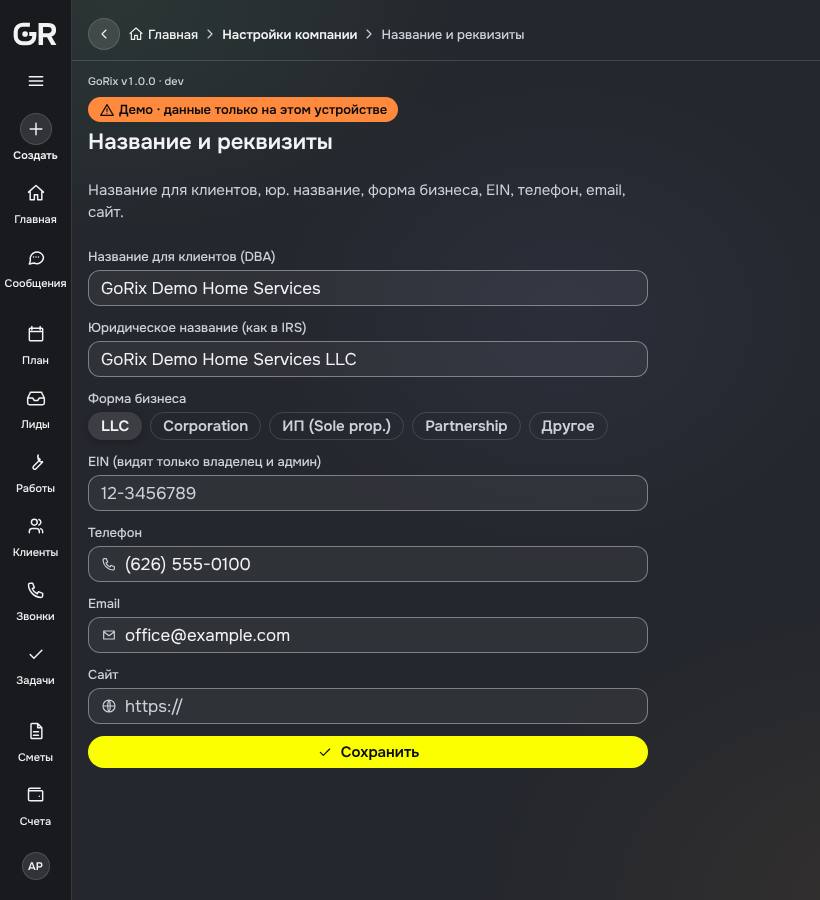 GR
Главная
Настройки компании
Название и реквизиты
GoRix v1.0.0 · dev
Демо · данные только на этом устройстве
Название и реквизиты
Название для клиентов, юр. название, форма бизнеса, EIN, телефон, email,
сайт.
Название для клиентов (DBA)
GoRix Demo Home Services
Юридическое название (как в IRS)
GoRix Demo Home Services LLC
Форма бизнеса
LLC
Corporation
ИП (Sole prop.)
Partnership
Другое
EIN (видят только владелец и админ)
12-3456789
Телефон
(626) 555-0100
Email
office@example.com
Сайт
https://
Сохранить
Создать
Главная
Сообщения
План
Лиды
Работы
Клиенты
Звонки
Задачи
Сметы
Счета
AP